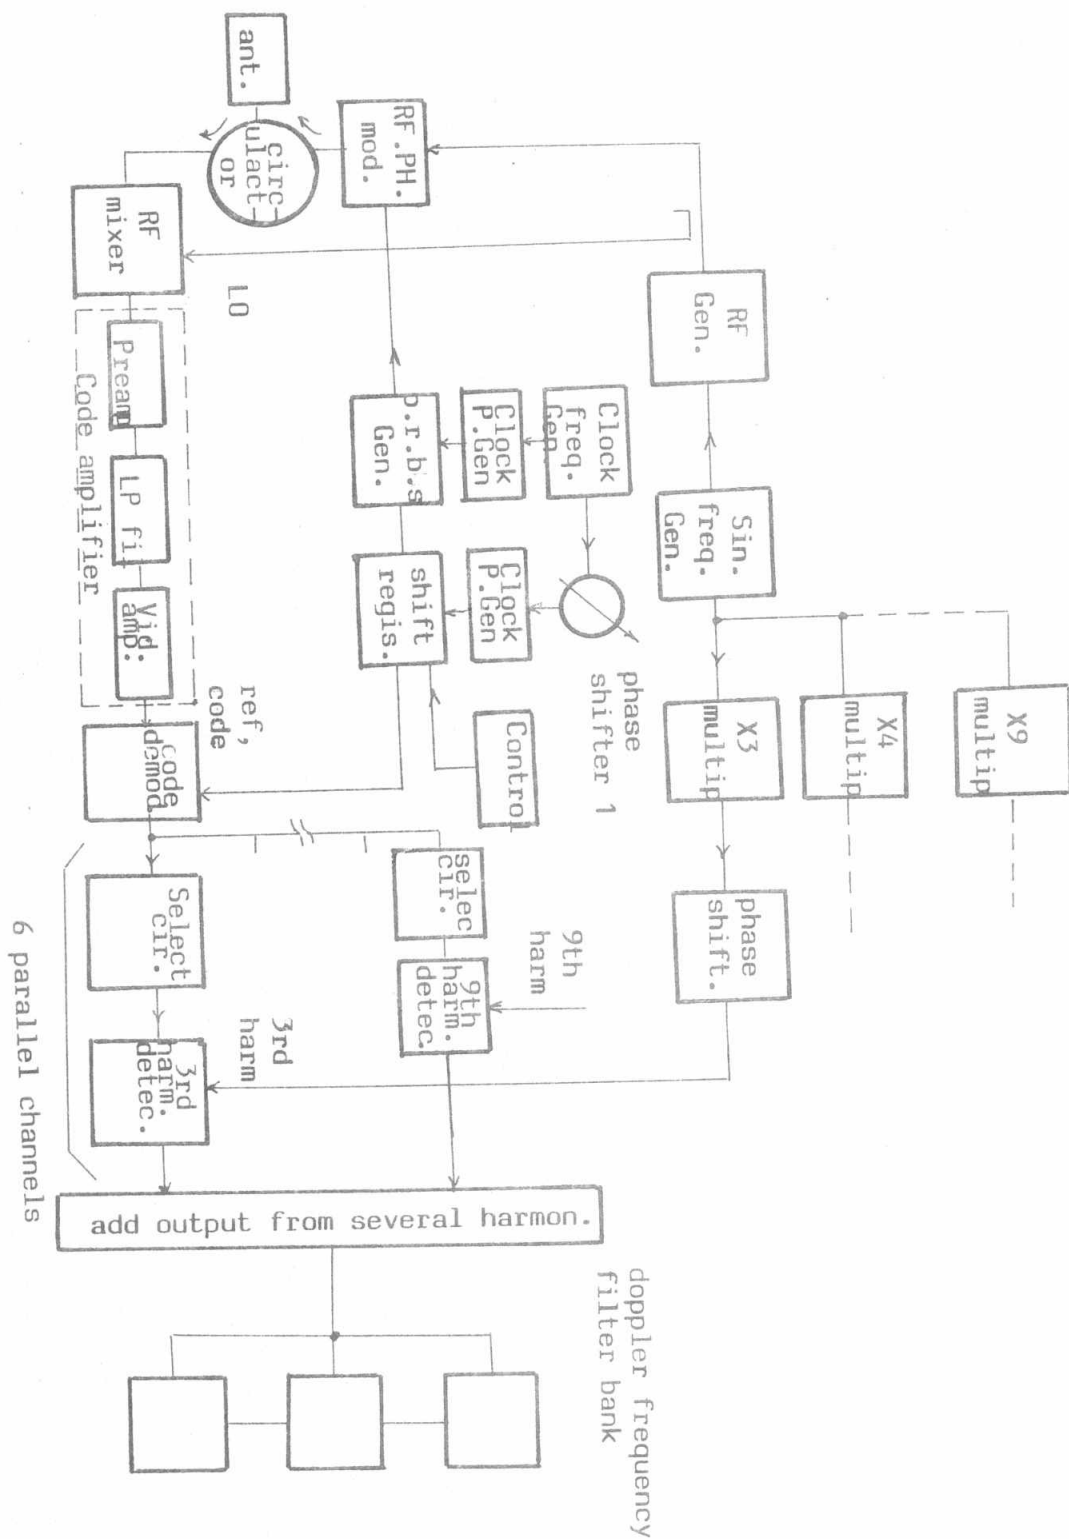 ant.
circ-
ulact-
or
RF.PH.
mod.
RF
mixer
LO
RF
Gen.
Preamp
LP fi
Vid.
amp.
Code amplifier
p.r.b.s
Gen.
Clock
P.Gen
Clock
freq.
Gen
Sin.
freq.
Gen.
shift
regis.
Clock
P.Gen
phase
shifter 1
ref,
code
code
demod
Control
X3
multip
X4
multip
X9
multip
Select
cir.
selec
cir.
phase
shift.
9th
harm
9th
harm.
detec.
3rd
harm
3rd
harm.
detec.
6 parallel channels
add output from several harmon.
doppler frequency
filter bank